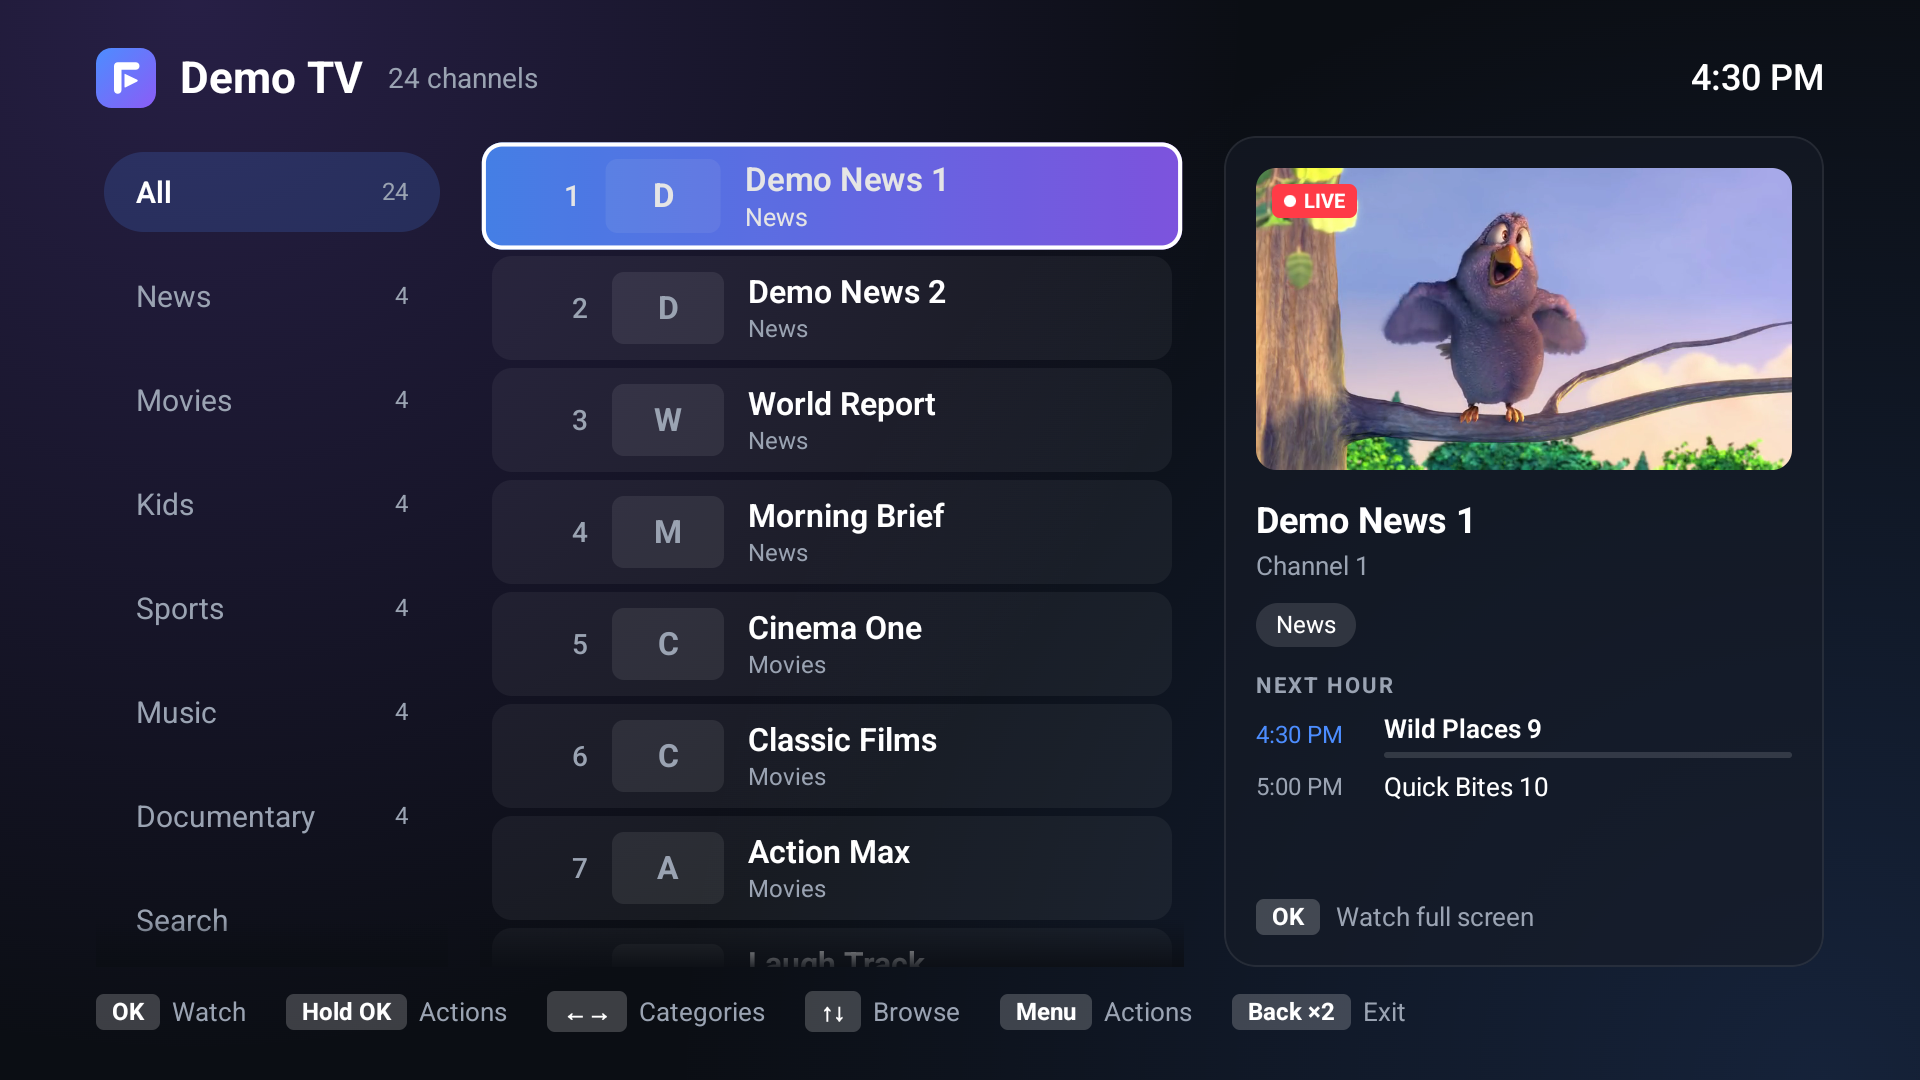 Demo TV 24 channels
4:30 PM
All 24
News 4
Movies 4
Kids 4
Sports 4
Music 4
Documentary 4
Search
1 D Demo News 1
News
2 D Demo News 2
News
3 W World Report
News
4 M Morning Brief
News
5 C Cinema One
Movies
6 C Classic Films
Movies
7 A Action Max
Movies
Laugh Track
LIVE
Demo News 1
Channel 1
News
NEXT HOUR
4:30 PM Wild Places 9
5:00 PM Quick Bites 10
OK Watch full screen
OK Watch Hold OK Actions ←→ Categories ↑↓ Browse Menu Actions Back ×2 Exit